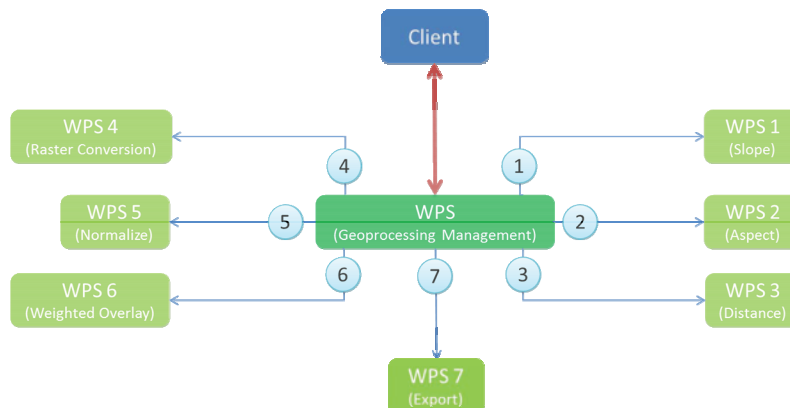 Client
WPS 4
(Raster Conversion)
4
1
WPS 1
(Slope)
WPS 5
(Normalize)
5
WPS
(Geoprocessing Management)
2
WPS 2
(Aspect)
WPS 6
(Weighted Overlay)
6
7
3
WPS 3
(Distance)
WPS 7
(Export)